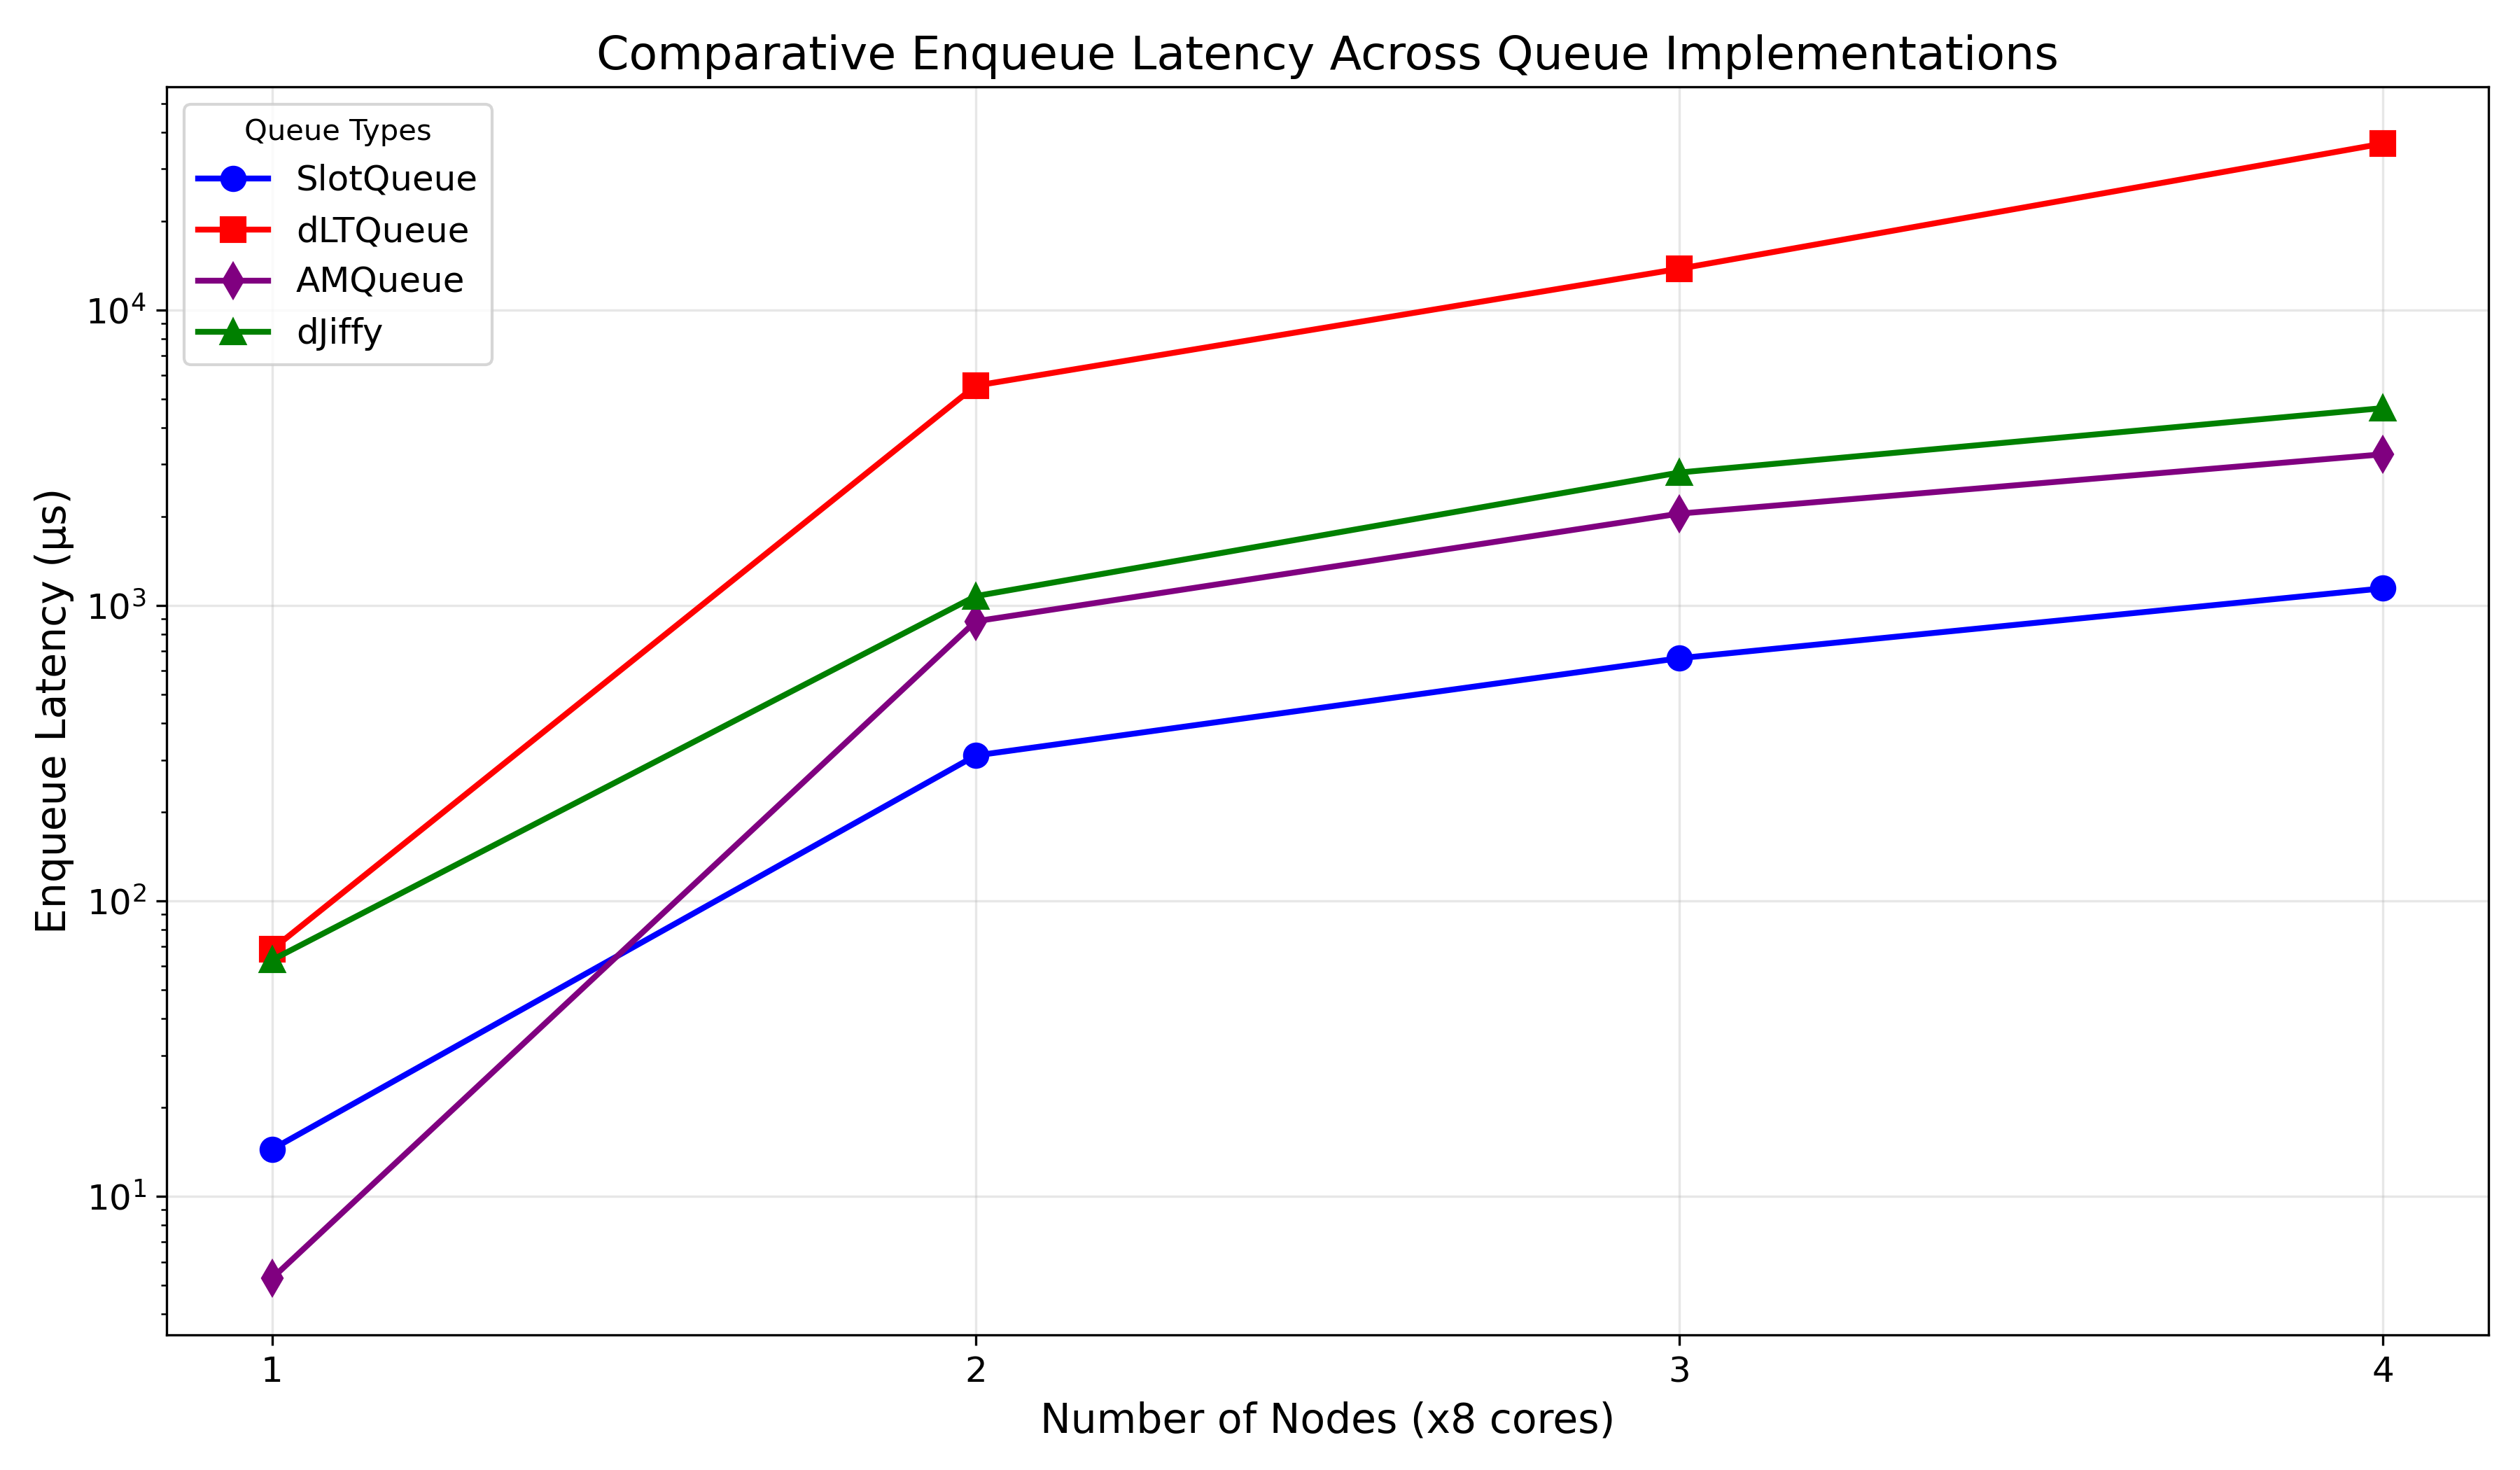 Comparative Enqueue Latency Across Queue Implementations
Queue Types
SlotQueue
dLTQueue
AMQueue
dJiffy
Enqueue Latency (µs)
10⁴
10³
10²
10¹
1 2 3 4
Number of Nodes (x8 cores)